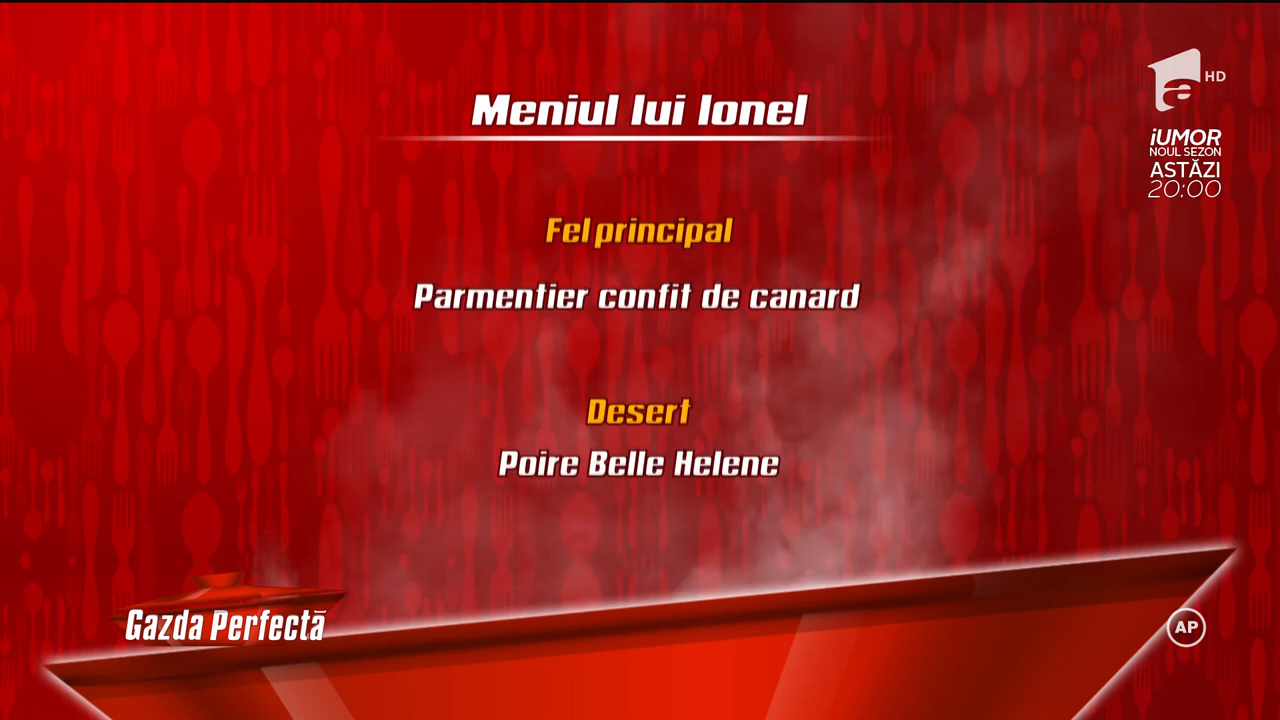 Meniul lui Ionel
HD
iUMOR
NOUL SEZON
ASTĂZI
20:00
Fel principal
Parmentier confit de canard
Desert
Poire Belle Helene
Gazda Perfectă
AP